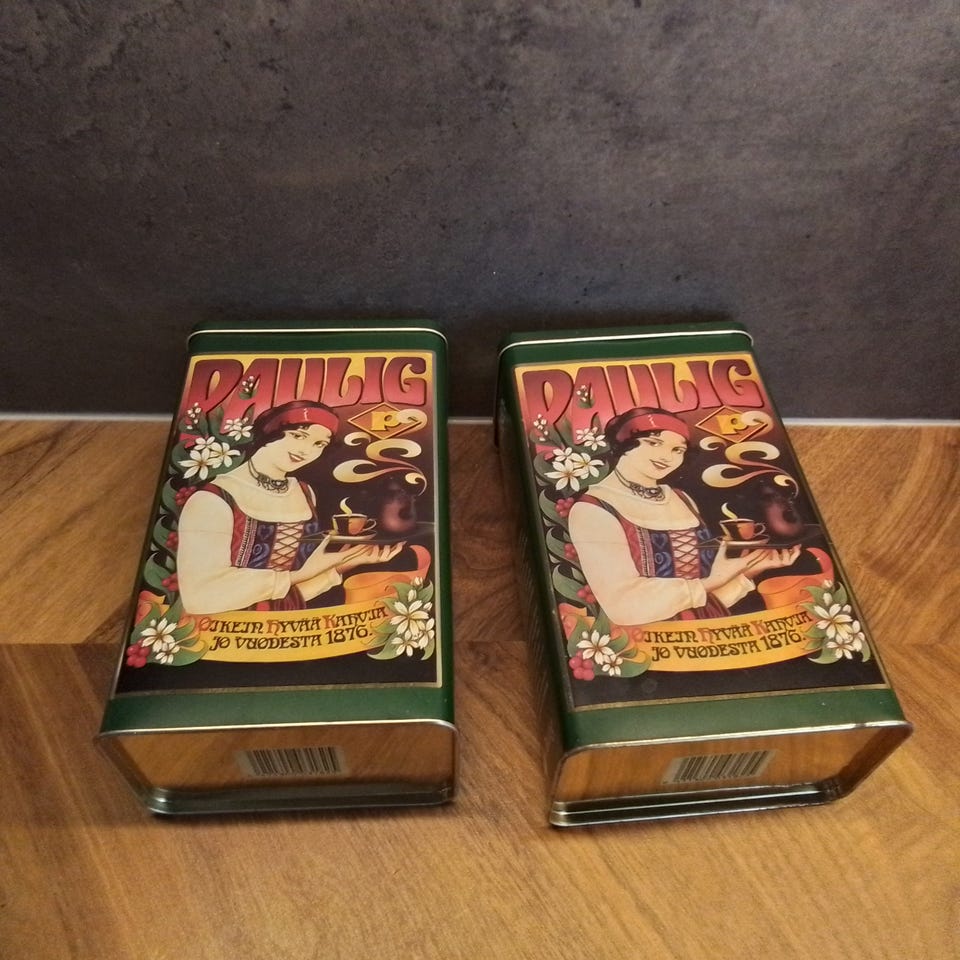 PAULIG
P
OIKEIN HYVÄÄ KAHVIA
JO VUODESTA 1876.
PAULIG
P
OIKEIN HYVÄÄ KAHVIA
JO VUODESTA 1876.